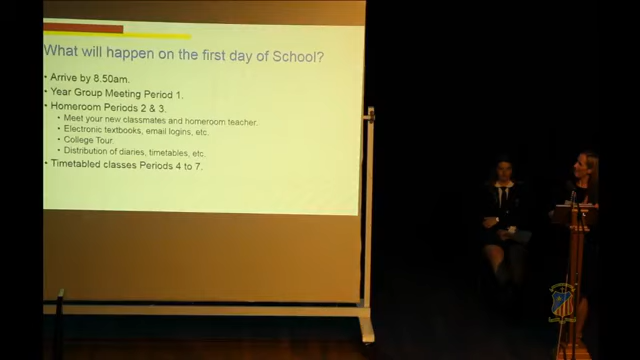 What will happen on the first day of School?
• Arrive by 8.50am.
• Year Group Meeting Period 1.
• Homeroom Periods 2 & 3.
• Meet your new classmates and homeroom teacher.
• Electronic textbooks, email logins, etc.
• College Tour.
• Distribution of diaries, timetables, etc.
• Timetabled classes Periods 4 to 7.